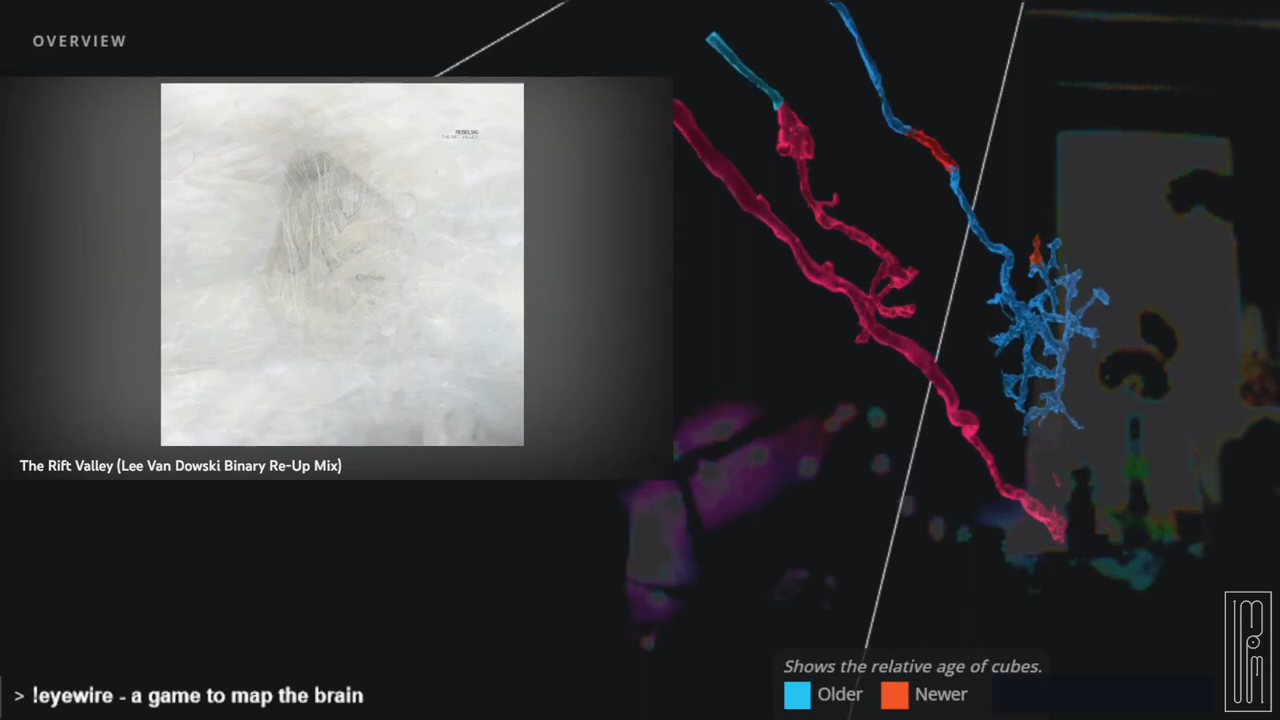 OVERVIEW
REBELSKI
THE RIFT VALLEY
The Rift Valley (Lee Van Dowski Binary Re-Up Mix)
Shows the relative age of cubes.
Older
Newer
> !eyewire - a game to map the brain